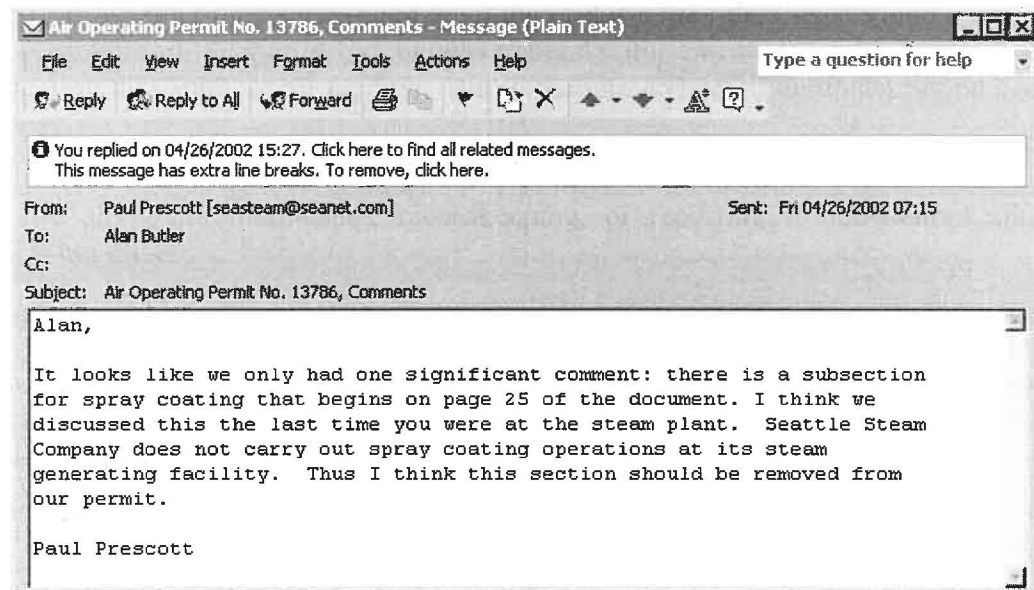 Air Operating Permit No. 13786, Comments - Message (Plain Text)
File Edit View Insert Format Tools Actions Help Type a question for help
Reply Reply to All Forward
You replied on 04/26/2002 15:27. Click here to find all related messages.
This message has extra line breaks. To remove, click here.
From: Paul Prescott [seasteam@seanet.com] Sent: Fri 04/26/2002 07:15
To: Alan Butler
Cc:
Subject: Air Operating Permit No. 13786, Comments
Alan,
It looks like we only had one significant comment: there is a subsection
for spray coating that begins on page 25 of the document. I think we
discussed this the last time you were at the steam plant. Seattle Steam
Company does not carry out spray coating operations at its steam
generating facility. Thus I think this section should be removed from
our permit.
Paul Prescott